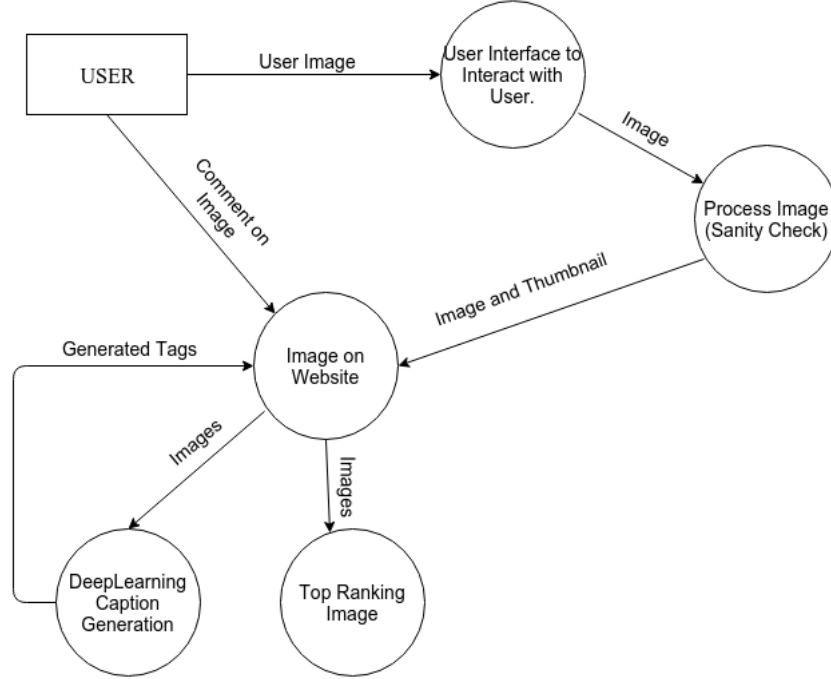 USER
User Image
User Interface to
Interact with
User.
Image
Process Image
(Sanity Check)
Comment on
Image
Image and Thumbnail
Generated Tags
Image on
Website
Images
Images
DeepLearning
Caption
Generation
Top Ranking
Image